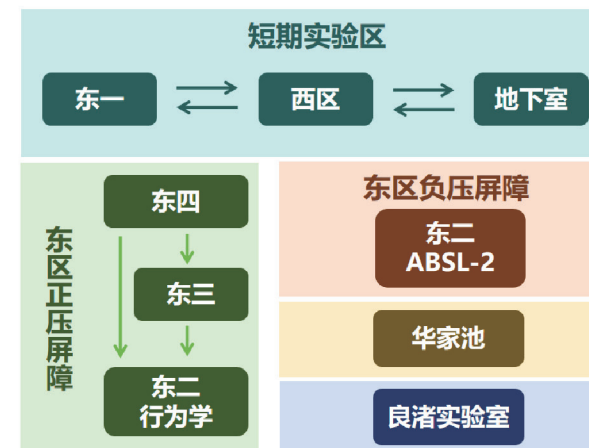 短期实验区
东一
西区
地下室
东区正压屏障
东四
东三
东二
行为学
东区负压屏障
东二
ABSL-2
华家池
良渚实验室